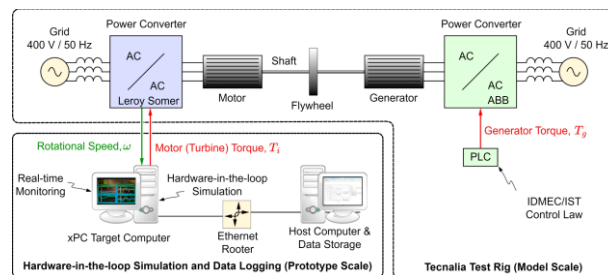 Grid
400 V / 50 Hz
Power Converter
AC
AC
Leroy Somer
Motor
Shaft
Flywheel
Generator
Power Converter
AC
AC
ABB
Grid
400 V / 50 Hz
Rotational Speed, ω
Motor (Turbine) Torque, Ti
Generator Torque, Tg
PLC
IDMEC/IST
Control Law
Real-time
Monitoring
Hardware-in-the-loop
Simulation
xPC Target Computer
Ethernet
Rooter
Host Computer &
Data Storage
Hardware-in-the-loop Simulation and Data Logging (Prototype Scale)
Tecnalia Test Rig (Model Scale)